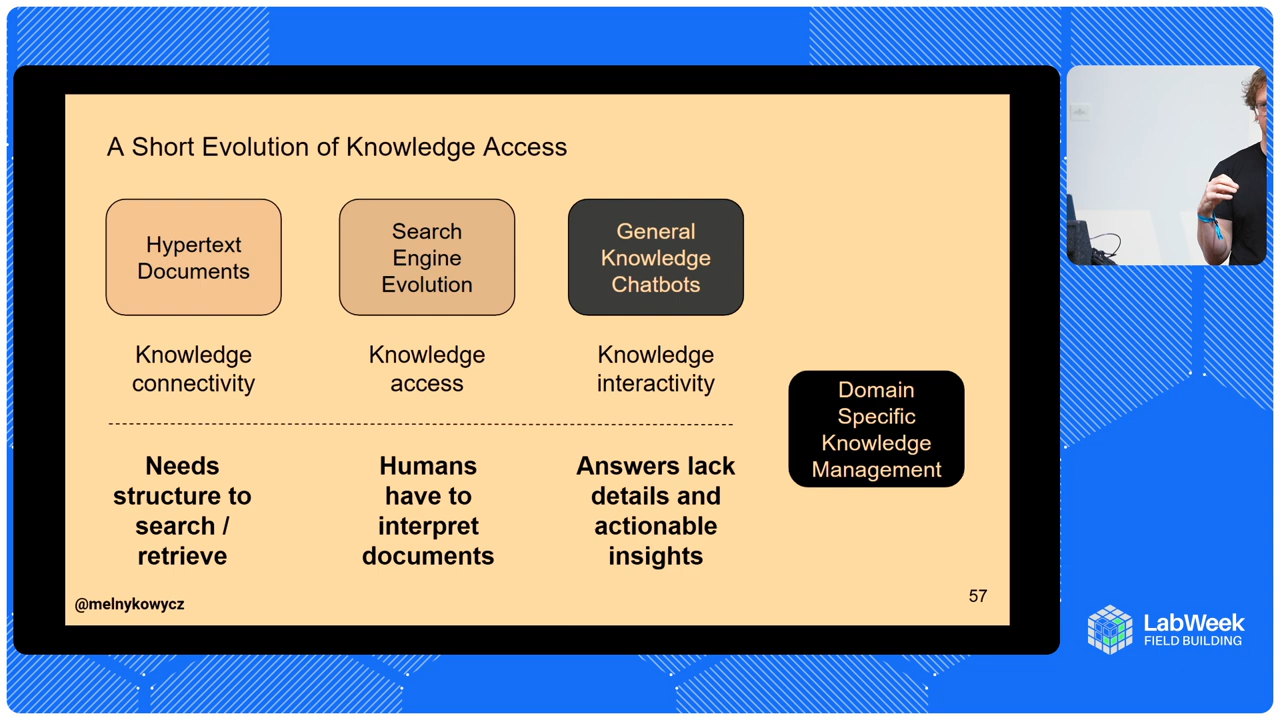 A Short Evolution of Knowledge Access
Hypertext
Documents
Search
Engine
Evolution
General
Knowledge
Chatbots
Knowledge
connectivity
Knowledge
access
Knowledge
interactivity
Domain
Specific
Knowledge
Management
Needs
structure to
search /
retrieve
Humans
have to
interpret
documents
Answers lack
details and
actionable
insights
@melnykowycz
57
LabWeek
FIELD BUILDING